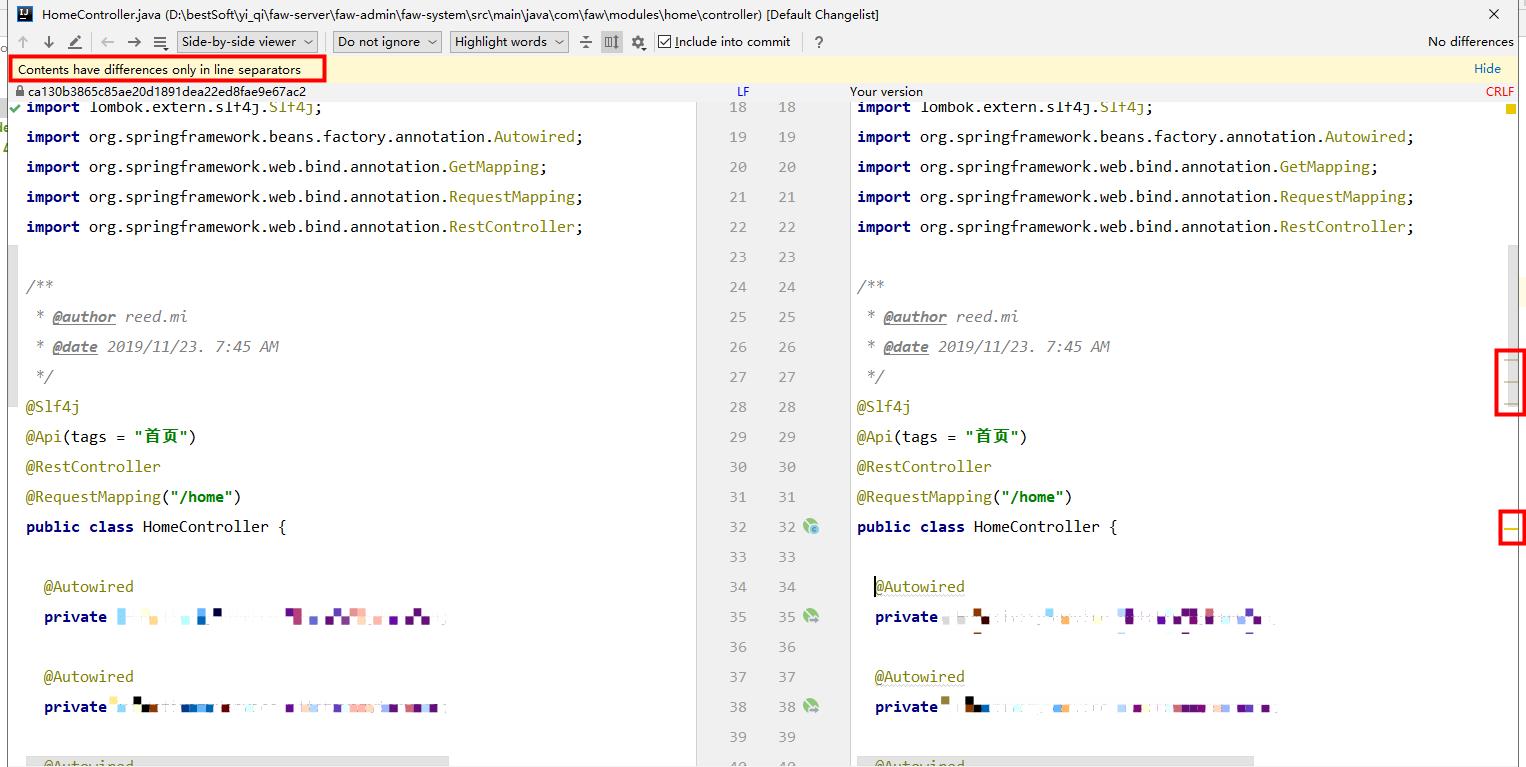 HomeController.java (D:\bestSoft\yi_qi\faw-server\faw-admin\faw-system\src\main\java\com\faw\modules\home\controller) [Default Changelist]
Side-by-side viewer Do not ignore Highlight words Include into commit ? No differences
Contents have differences only in line separators Hide
ca130b3865c85ae20d1891dea22ed8fae9e67ac2 LF Your version CRLF
import lombok.extern.slf4j.Slf4j; 18 18 import lombok.extern.slf4j.Slf4j;
import org.springframework.beans.factory.annotation.Autowired; 19 19 import org.springframework.beans.factory.annotation.Autowired;
import org.springframework.web.bind.annotation.GetMapping; 20 20 import org.springframework.web.bind.annotation.GetMapping;
import org.springframework.web.bind.annotation.RequestMapping; 21 21 import org.springframework.web.bind.annotation.RequestMapping;
import org.springframework.web.bind.annotation.RestController; 22 22 import org.springframework.web.bind.annotation.RestController;
23 23
/** 24 24 /**
* @author reed.mi 25 25 * @author reed.mi
* @date 2019/11/23. 7:45 AM 26 26 * @date 2019/11/23. 7:45 AM
*/ 27 27 */
@Slf4j 28 28 @Slf4j
@Api(tags = "首页") 29 29 @Api(tags = "首页")
@RestController 30 30 @RestController
@RequestMapping("/home") 31 31 @RequestMapping("/home")
public class HomeController { 32 32 public class HomeController {
33 33
@Autowired 34 34 @Autowired
private 35 35 private
36 36
@Autowired 37 37 @Autowired
private 38 38 private
39 39
@Autowired 40 40 @Autowired